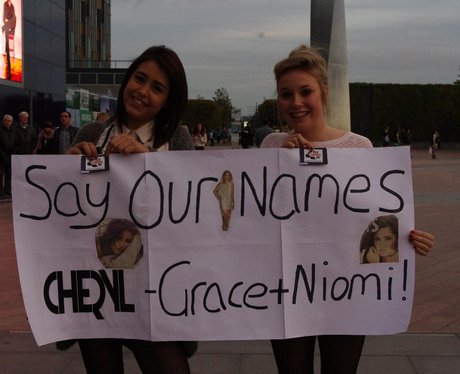 Say Our Names
CHERYL - Grace + Niomi!